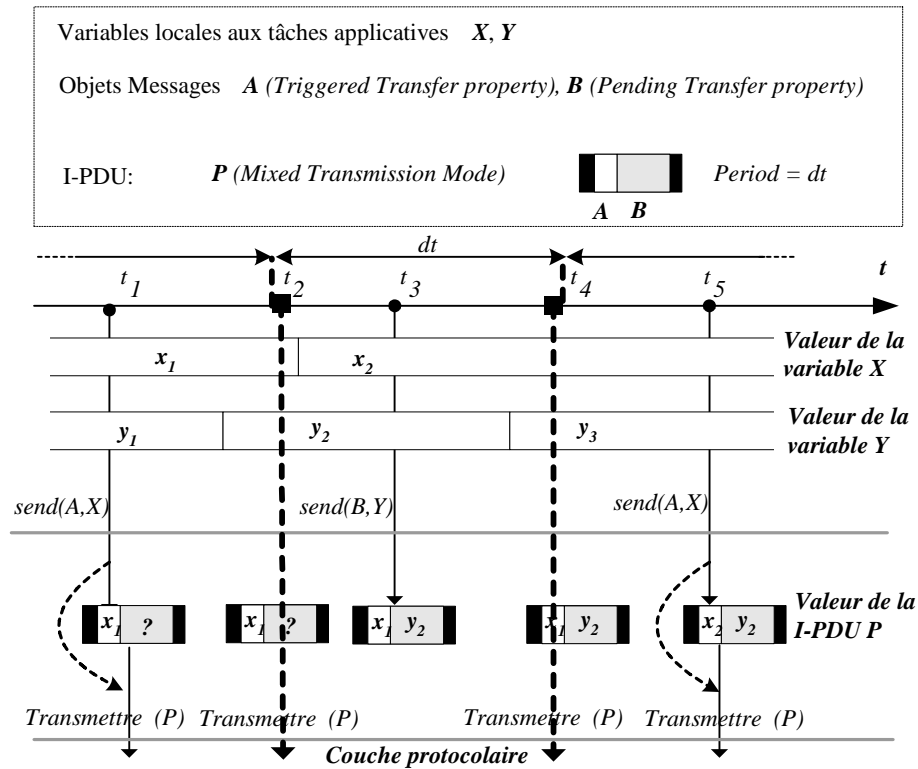 Variables locales aux tâches applicatives X, Y
Objets Messages A (Triggered Transfer property), B (Pending Transfer property)
I-PDU: P (Mixed Transmission Mode) Period = dt
A B
dt
t1 t2 t3 t4 t5 t
x1 x2 Valeur de la
variable X
y1 y2 y3 Valeur de la
variable Y
send(A,X) send(B,Y) send(A,X)
x1 ? x1 ? x1 y2 x1 y2 x2 y2 Valeur de la
I-PDU P
Transmettre (P) Transmettre (P) Transmettre (P) Transmettre (P)
Couche protocolaire